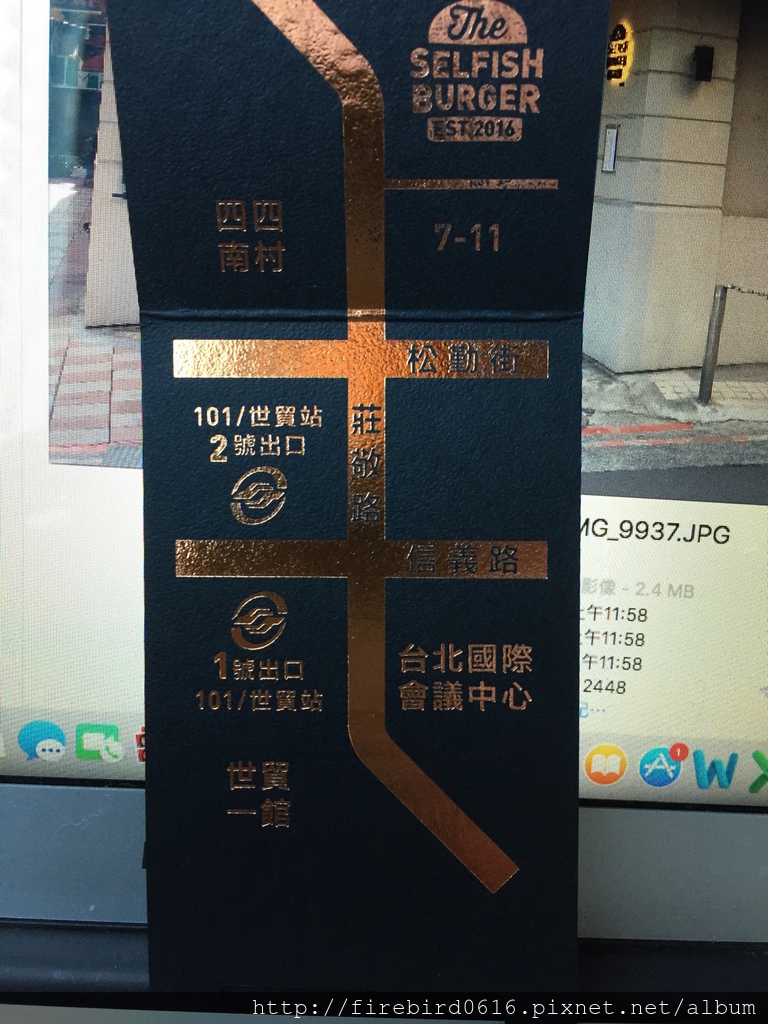 The
SELFISH
BURGER
EST.2016
四四
南村
7-11
松勤街
101/世貿站
2號出口
莊敬路
信義路
1號出口
101/世貿站
台北國際
會議中心
世貿
一館
MG_9937.JPG
影像 - 2.4 MB
上午11:58
上午11:58
午11:58
2448
1
W
http://firebird0616.pixnet.net/album